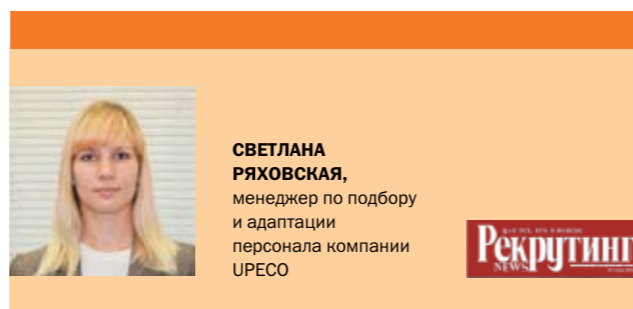 СВЕТЛАНА
РЯХОВСКАЯ,
менеджер по подбору
и адаптации
персонала компании
UPECO
Рекрутинг
NEWS